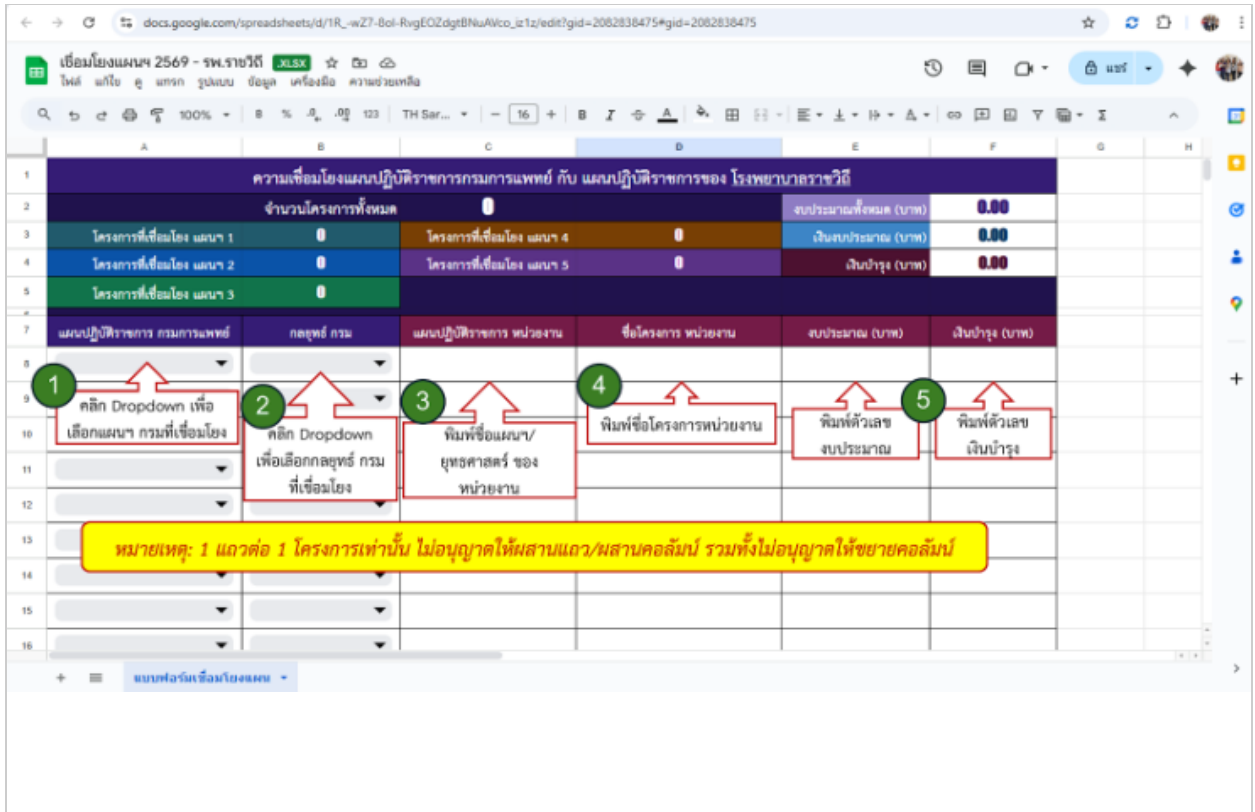 docs.google.com/spreadsheets/d/1R_-wZ7-8oI-RvgEOZdgtBNuAVco_iz1z/edit?gid=2082838475#gid=2082838475
เชื่อมโยงแผนฯ 2569 - รพ.ราชวิถี .XLSX
ไฟล์ แก้ไข ดู แทรก รูปแบบ ข้อมูล เครื่องมือ ความช่วยเหลือ
แชร์
100% B % .0 .00 123 TH Sar... - 16 + B I A
A B C D E F G H
1 ความเชื่อมโยงแผนปฏิบัติราชการกรมการแพทย์ กับ แผนปฏิบัติราชการของ โรงพยาบาลราชวิถี
2 จำนวนโครงการทั้งหมด 0 งบประมาณทั้งหมด (บาท) 0.00
3 โครงการที่เชื่อมโยง แผนฯ 1 0 โครงการที่เชื่อมโยง แผนฯ 4 0 เงินงบประมาณ (บาท) 0.00
4 โครงการที่เชื่อมโยง แผนฯ 2 0 โครงการที่เชื่อมโยง แผนฯ 5 0 เงินบำรุง (บาท) 0.00
5 โครงการที่เชื่อมโยง แผนฯ 3 0
7 แผนปฏิบัติราชการ กรมการแพทย์ กลยุทธ์ กรม แผนปฏิบัติราชการ หน่วยงาน ชื่อโครงการ หน่วยงาน งบประมาณ (บาท) เงินบำรุง (บาท)
8
9
10
11
12
13
14
15
16
1
คลิก Dropdown เพื่อ
เลือกแผนฯ กรมที่เชื่อมโยง
2
คลิก Dropdown
เพื่อเลือกกลยุทธ์ กรม
ที่เชื่อมโยง
3
พิมพ์ชื่อแผนฯ/
ยุทธศาสตร์ ของ
หน่วยงาน
4
พิมพ์ชื่อโครงการหน่วยงาน
5
พิมพ์ตัวเลข
งบประมาณ
พิมพ์ตัวเลข
เงินบำรุง
หมายเหตุ: 1 แถวต่อ 1 โครงการเท่านั้น ไม่อนุญาตให้ผสานแถว/ผสานคอลัมน์ รวมทั้งไม่อนุญาตให้ขยายคอลัมน์
แบบฟอร์มเชื่อมโยงแผน